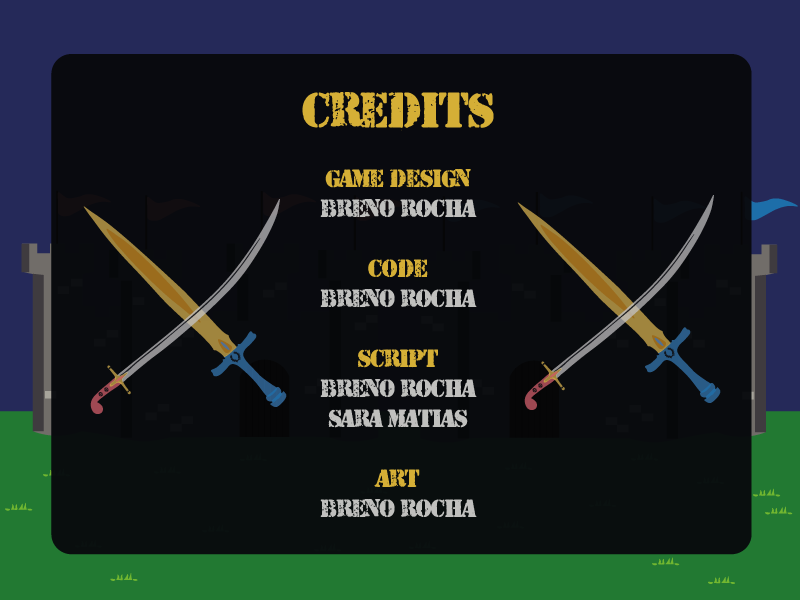 CREDITS
GAME DESIGN
BRENO ROCHA
CODE
BRENO ROCHA
SCRIPT
BRENO ROCHA
SARA MATIAS
ART
BRENO ROCHA